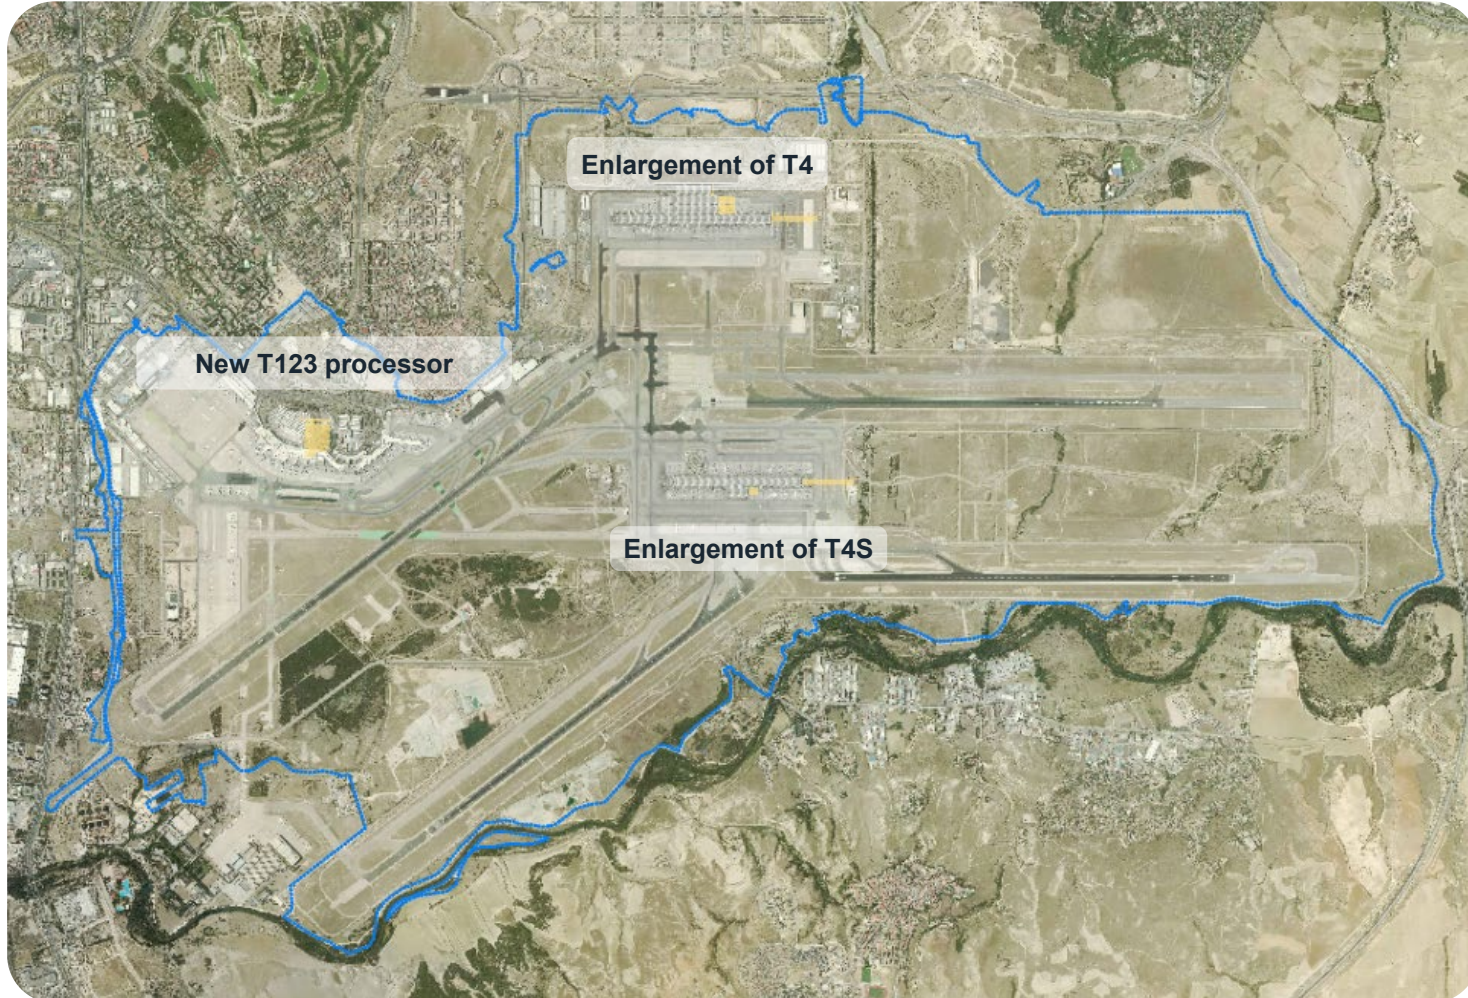 Enlargement of T4
New T123 processor
Enlargement of T4S